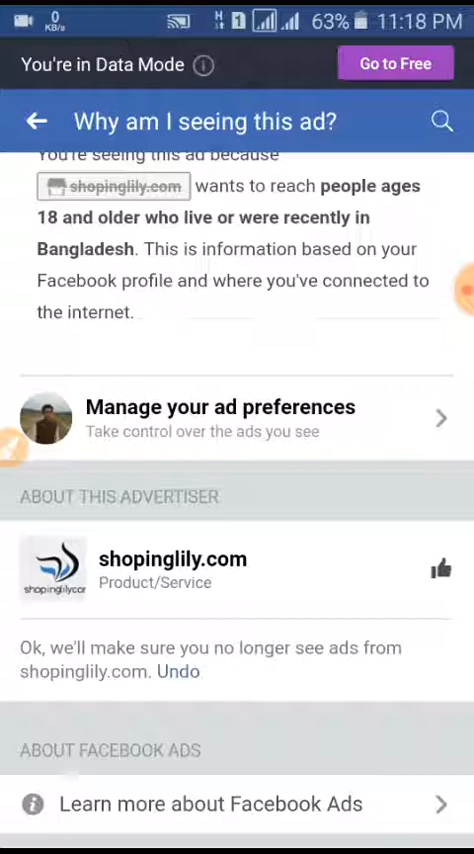 0
KB/s
H
1
63%
11:18 PM
You're in Data Mode
Go to Free
Why am I seeing this ad?
You're seeing this ad because
shopinglily.com wants to reach people ages
18 and older who live or were recently in
Bangladesh. This is information based on your
Facebook profile and where you've connected to
the internet.
Manage your ad preferences
Take control over the ads you see
ABOUT THIS ADVERTISER
shopinglily.com
Product/Service
shopinglilycor
Ok, we'll make sure you no longer see ads from
shopinglily.com. Undo
ABOUT FACEBOOK ADS
Learn more about Facebook Ads